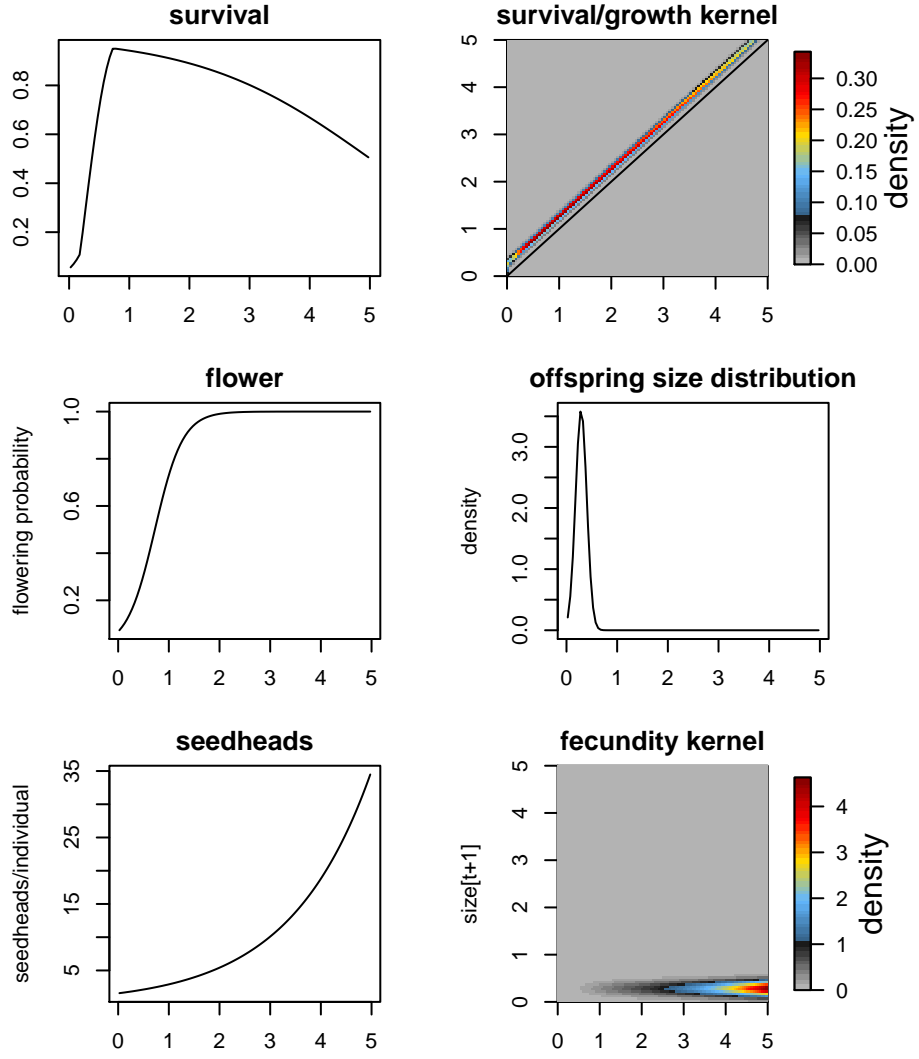 survival
0.2
0.4
0.6
0.8
0 1 2 3 4 5
survival/growth kernel
0
1
2
3
4
5
0 1 2 3 4 5
0.00
0.05
0.10
0.15
0.20
0.25
0.30
density
flower
flowering probability
0.2
0.6
1.0
0 1 2 3 4 5
offspring size distribution
density
0.0
1.0
2.0
3.0
0 1 2 3 4 5
seedheads
seedheads/individual
5
15
25
35
0 1 2 3 4 5
fecundity kernel
size[t+1]
0
1
2
3
4
5
0 1 2 3 4 5
0
1
2
3
4
density